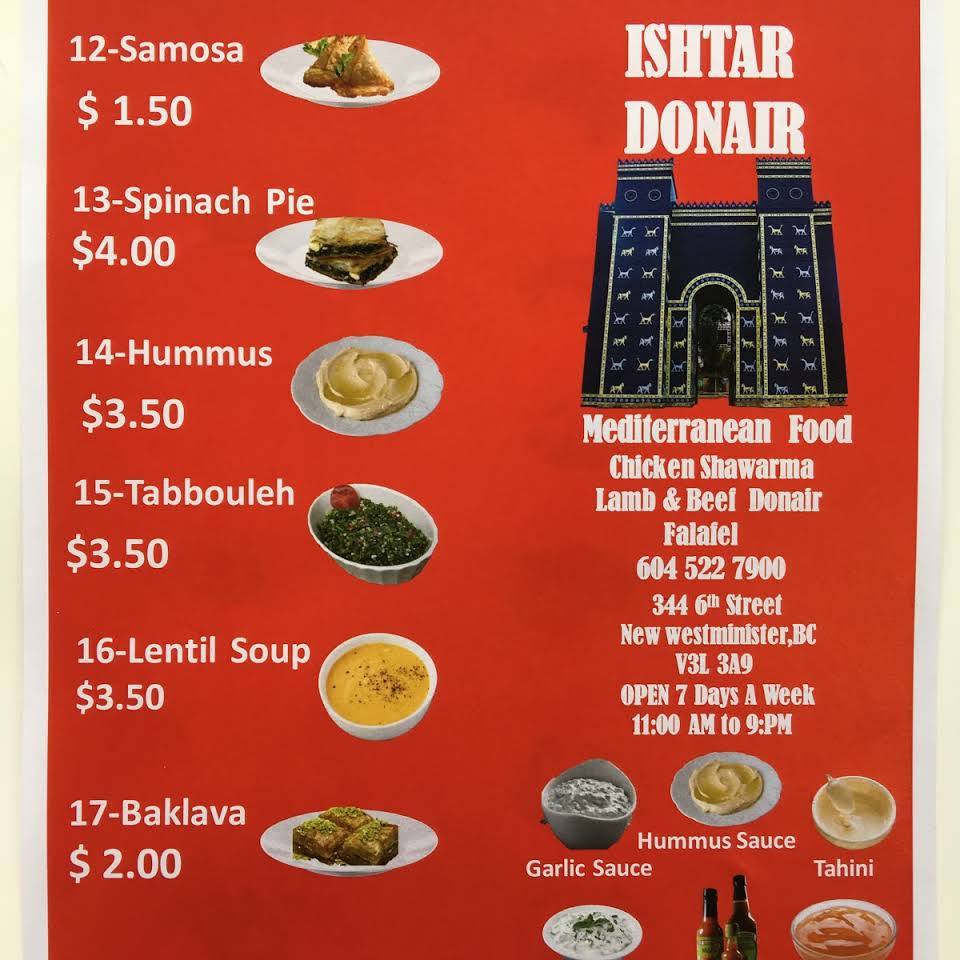 12-Samosa
$ 1.50
13-Spinach Pie
$4.00
14-Hummus
$3.50
15-Tabbouleh
$3.50
16-Lentil Soup
$3.50
17-Baklava
$ 2.00
ISHTAR
DONAIR
Mediterranean Food
Chicken Shawarma
Lamb & Beef Donair
Falafel
604 522 7900
344 6th Street
New westminister,BC
V3L 3A9
OPEN 7 Days A Week
11:00 AM to 9:PM
Garlic Sauce
Hummus Sauce
Tahini